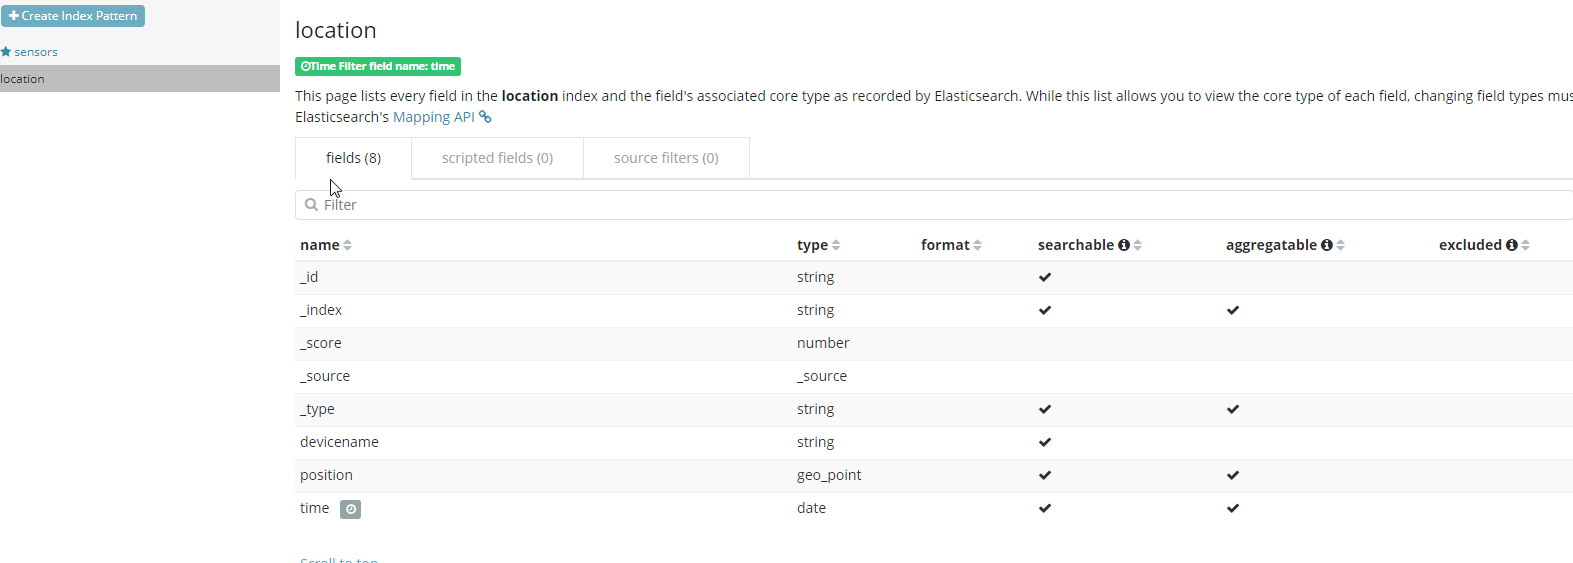 Create Index Pattern
sensors
location
location
Time Filter field name: time
This page lists every field in the location index and the field's associated core type as recorded by Elasticsearch. While this list allows you to view the core type of each field, changing field types mus
Elasticsearch's Mapping API
fields (8) scripted fields (0) source filters (0)
Filter
name type format searchable aggregatable excluded
_id string
_index string
_score number
_source _source
_type string
devicename string
position geo_point
time date
Scroll to top